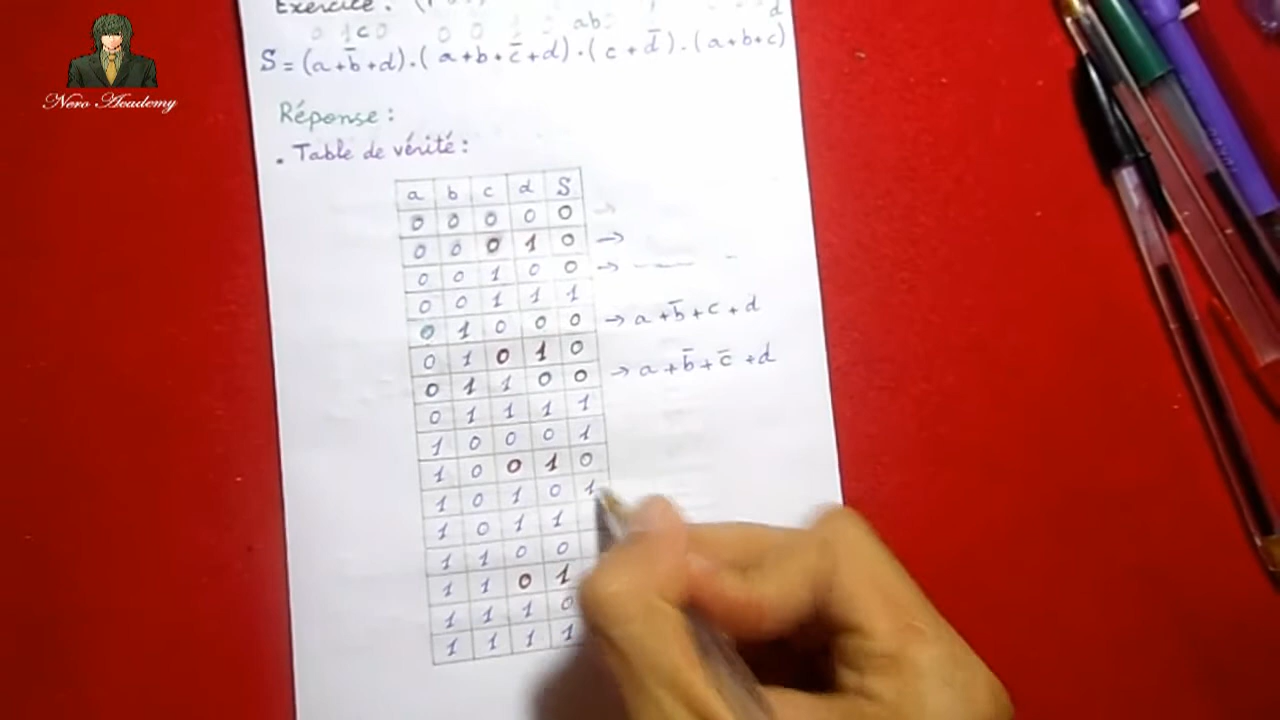 Exercice :
ab
d
S = (a+b̅+d).(a+b+c̅+d).(c+d̅).(a+b+c)
Nero Academy
Réponse :
. Table de vérité :
a b c d S
0 0 0 0 0
0 0 0 1 0 →
0 0 1 0 0 →
0 0 1 1 1
0 1 0 0 0 → a+b̅+c+d
0 1 0 1 0
0 1 1 0 0 → a+b̅+c̅+d
0 1 1 1 1
1 0 0 0 1
1 0 0 1 0
1 0 1 0 1
1 0 1 1
1 1 0 0
1 1 0 1
1 1 1 0
1 1 1 1